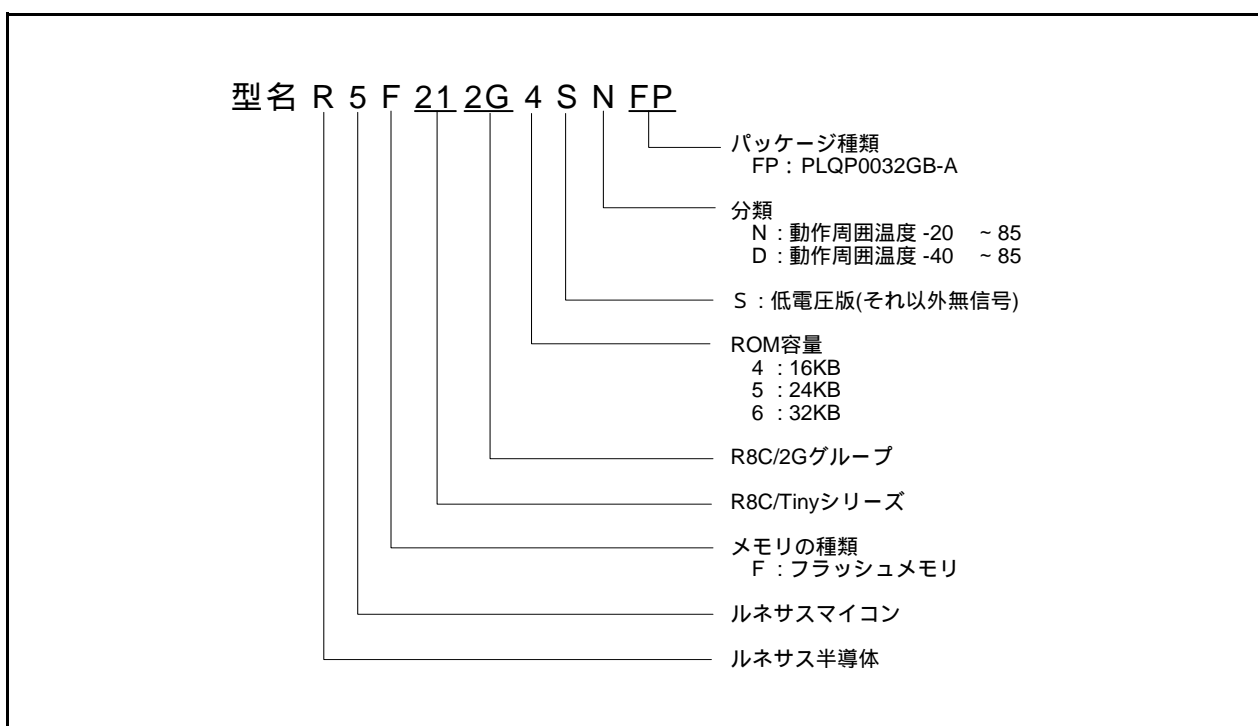 型名 R 5 F 21 2G 4 S N FP
パッケージ種類
FP : PLQP0032GB-A
分類
N : 動作周囲温度 -20 ~ 85
D : 動作周囲温度 -40 ~ 85
S : 低電圧版(それ以外無信号)
ROM容量
4 : 16KB
5 : 24KB
6 : 32KB
R8C/2Gグループ
R8C/Tinyシリーズ
メモリの種類
F : フラッシュメモリ
ルネサスマイコン
ルネサス半導体